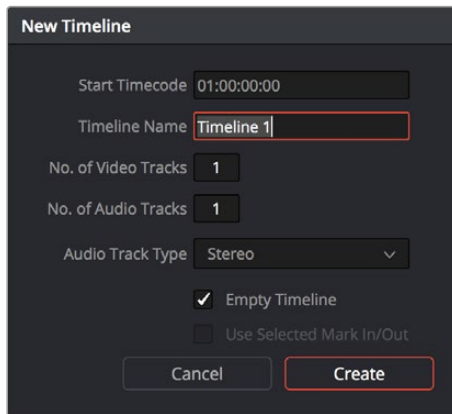 New Timeline
Start Timecode 01:00:00:00
Timeline Name Timeline 1
No. of Video Tracks 1
No. of Audio Tracks 1
Audio Track Type Stereo
Empty Timeline
Use Selected Mark In/Out
Cancel Create